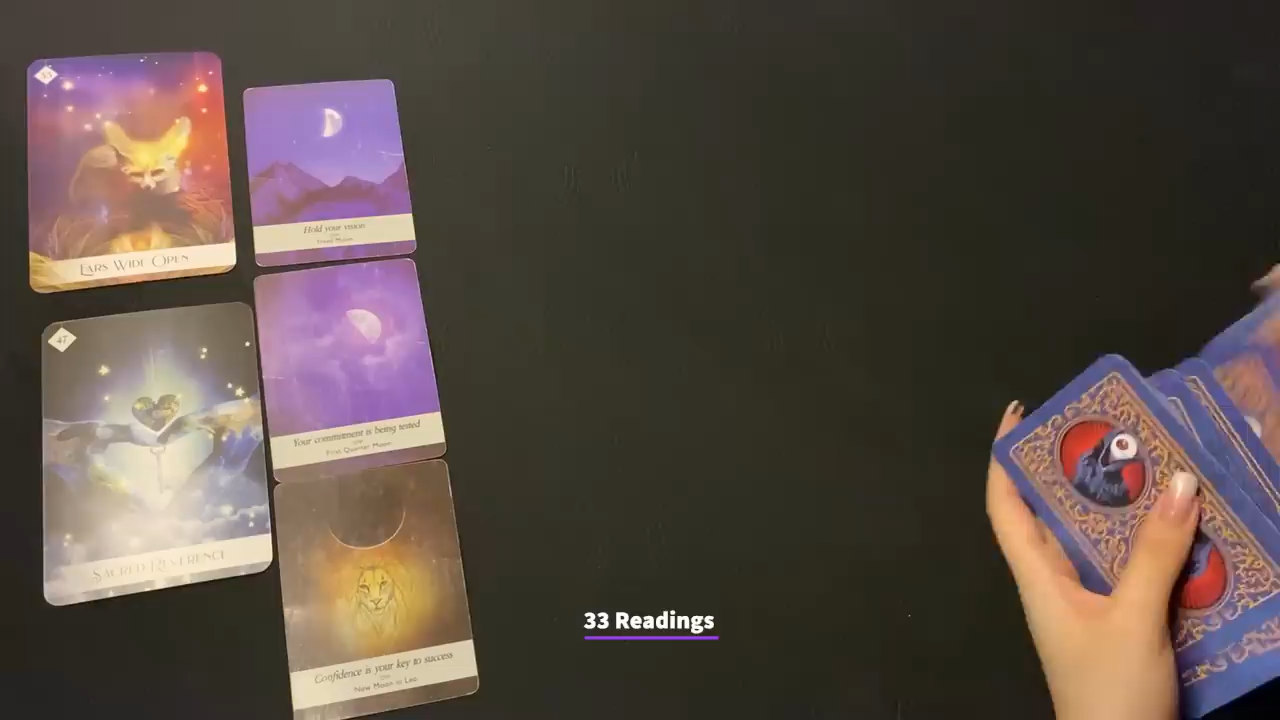 EARS WIDE OPEN
Hold your vision
47
SACRED REVERENCE
Your commitment is being tested
First Quarter Moon
Confidence is your key to success
New Moon in Leo
33 Readings